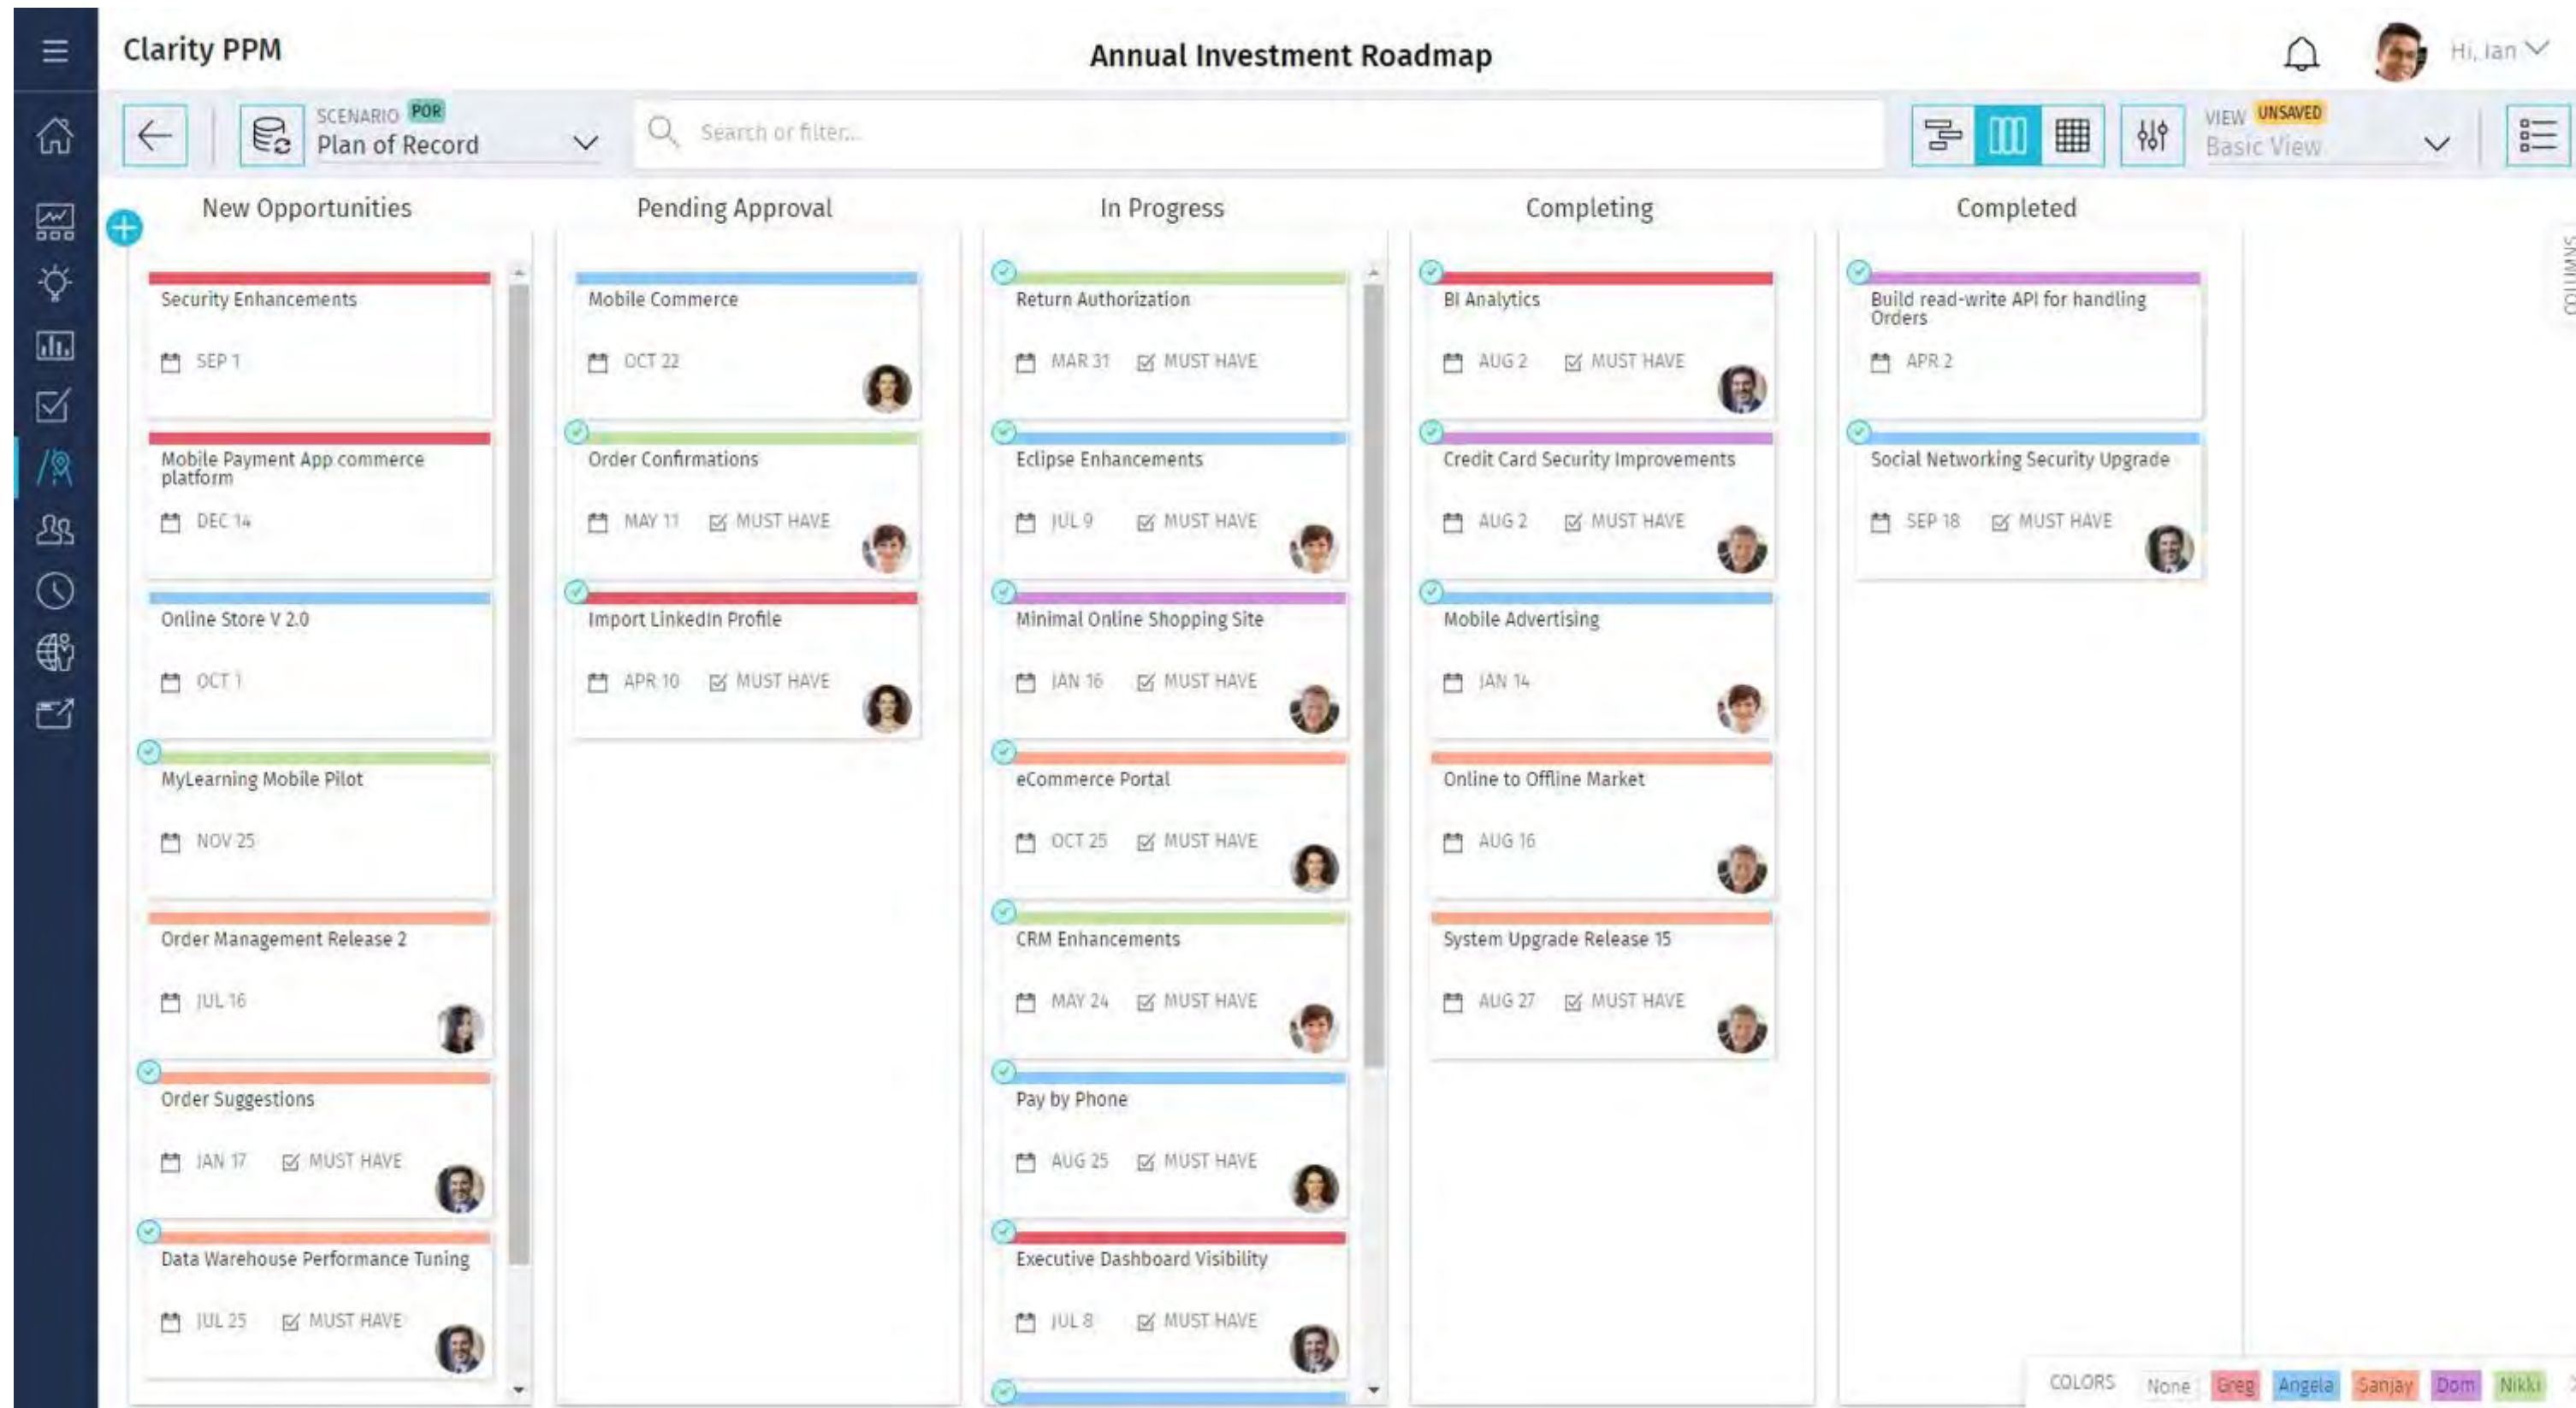 Clarity PPM
Annual Investment Roadmap
Hi, Ian
SCENARIO POR
Plan of Record
Search or filter...
VIEW UNSAVED
Basic View
COLUMNS
New Opportunities
Security Enhancements
SEP 1
Mobile Payment App commerce
platform
DEC 14
Online Store V 2.0
OCT 1
MyLearning Mobile Pilot
NOV 25
Order Management Release 2
JUL 16
Order Suggestions
JAN 17 MUST HAVE
Data Warehouse Performance Tuning
JUL 25 MUST HAVE
Pending Approval
Mobile Commerce
OCT 22
Order Confirmations
MAY 11 MUST HAVE
Import LinkedIn Profile
APR 10 MUST HAVE
In Progress
Return Authorization
MAR 31 MUST HAVE
Eclipse Enhancements
JUL 9 MUST HAVE
Minimal Online Shopping Site
JAN 16 MUST HAVE
eCommerce Portal
OCT 25 MUST HAVE
CRM Enhancements
MAY 24 MUST HAVE
Pay by Phone
AUG 25 MUST HAVE
Executive Dashboard Visibility
JUL 8 MUST HAVE
Completing
BI Analytics
AUG 2 MUST HAVE
Credit Card Security Improvements
AUG 2 MUST HAVE
Mobile Advertising
JAN 14
Online to Offline Market
AUG 16
System Upgrade Release 15
AUG 27 MUST HAVE
Completed
Build read-write API for handling
Orders
APR 2
Social Networking Security Upgrade
SEP 18 MUST HAVE
COLORS None Greg Angela Sanjay Dom Nikki